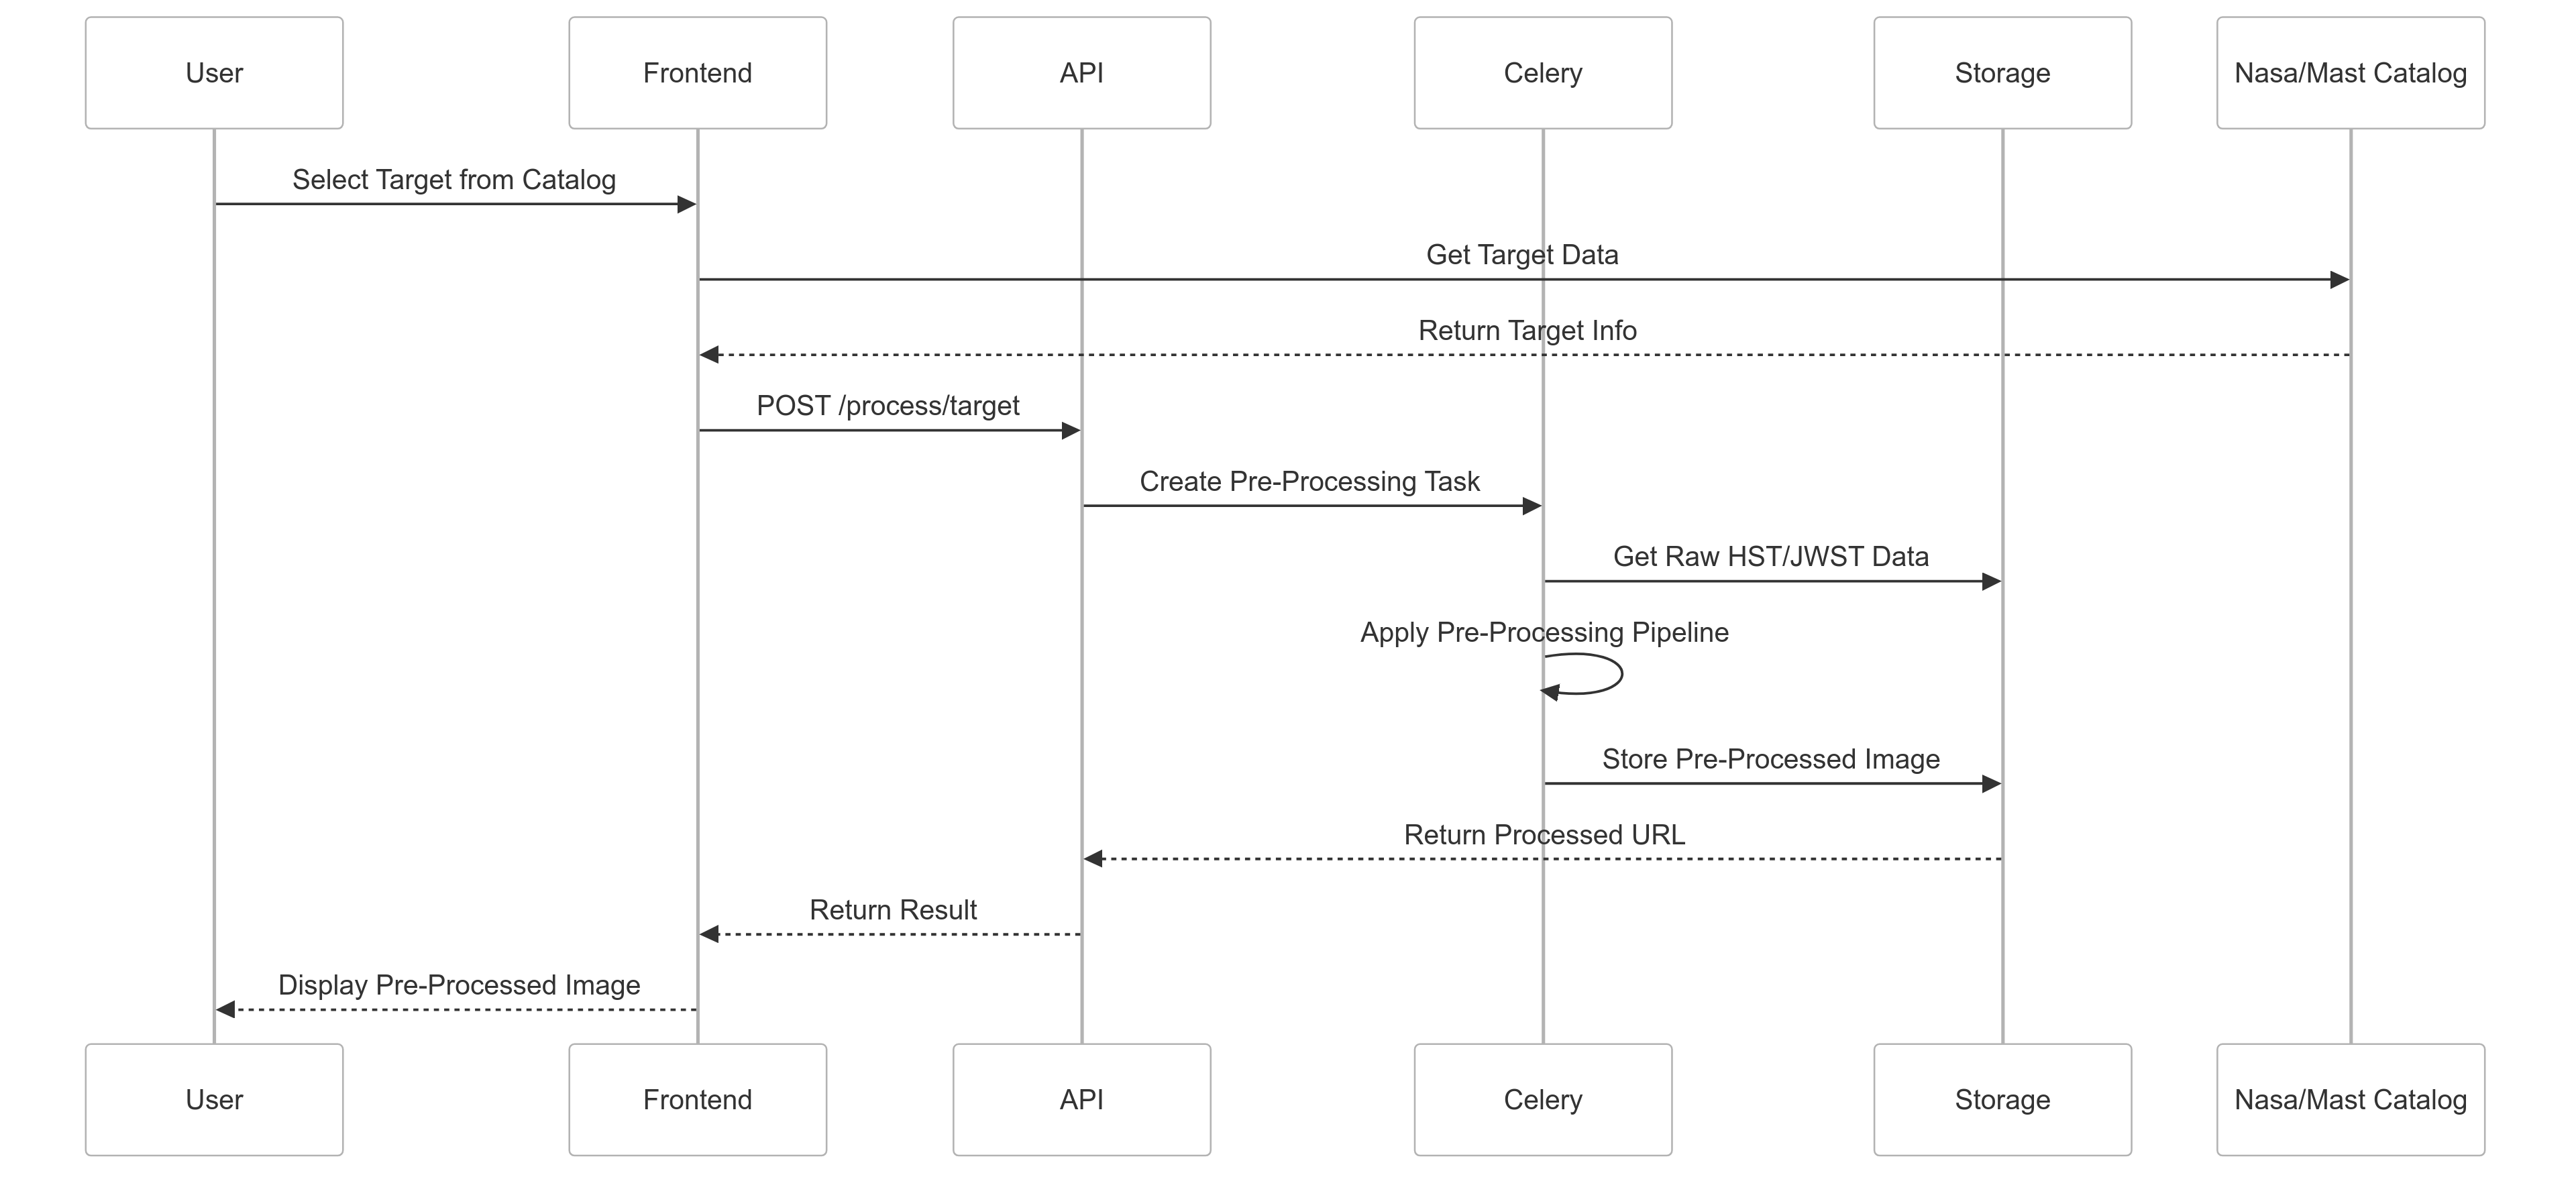 User
Frontend
API
Celery
Storage
Nasa/Mast Catalog
Select Target from Catalog
Get Target Data
Return Target Info
POST /process/target
Create Pre-Processing Task
Get Raw HST/JWST Data
Apply Pre-Processing Pipeline
Store Pre-Processed Image
Return Processed URL
Return Result
Display Pre-Processed Image
User
Frontend
API
Celery
Storage
Nasa/Mast Catalog